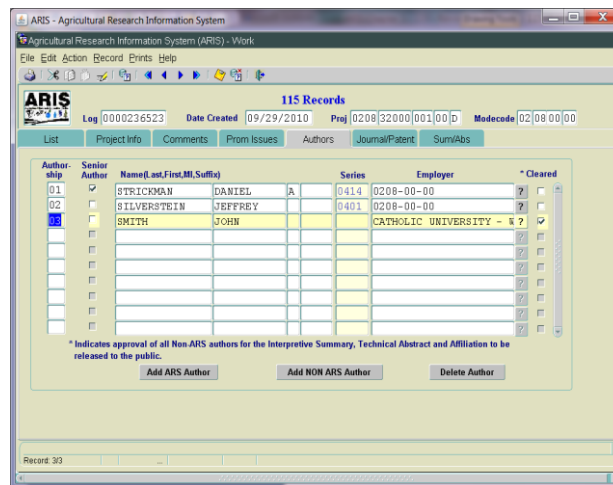 ARIS - Agricultural Research Information System
Agricultural Research Information System (ARIS) - Work
File Edit Action Record Prints Help
ARIS
115 Records
Log 0000236523 Date Created 09/29/2010 Proj 0208 32000 001 00 D Modecode 02 08 00 00
List Project Info Comments Prom Issues Authors Journal/Patent Sum/Abs
Author-ship Senior Author Name(Last,First,MI,Suffix) Series Employer * Cleared
01 STRICKMAN DANIEL A 0414 0208-00-00 ?
02 SILVERSTEIN JEFFREY 0401 0208-00-00 ?
03 SMITH JOHN CATHOLIC UNIVERSITY - W ?
?
?
?
?
?
?
?
* Indicates approval of all Non-ARS authors for the Interpretive Summary, Technical Abstract and Affiliation to be
released to the public.
Add ARS Author Add NON ARS Author Delete Author
Record: 3/3 ...